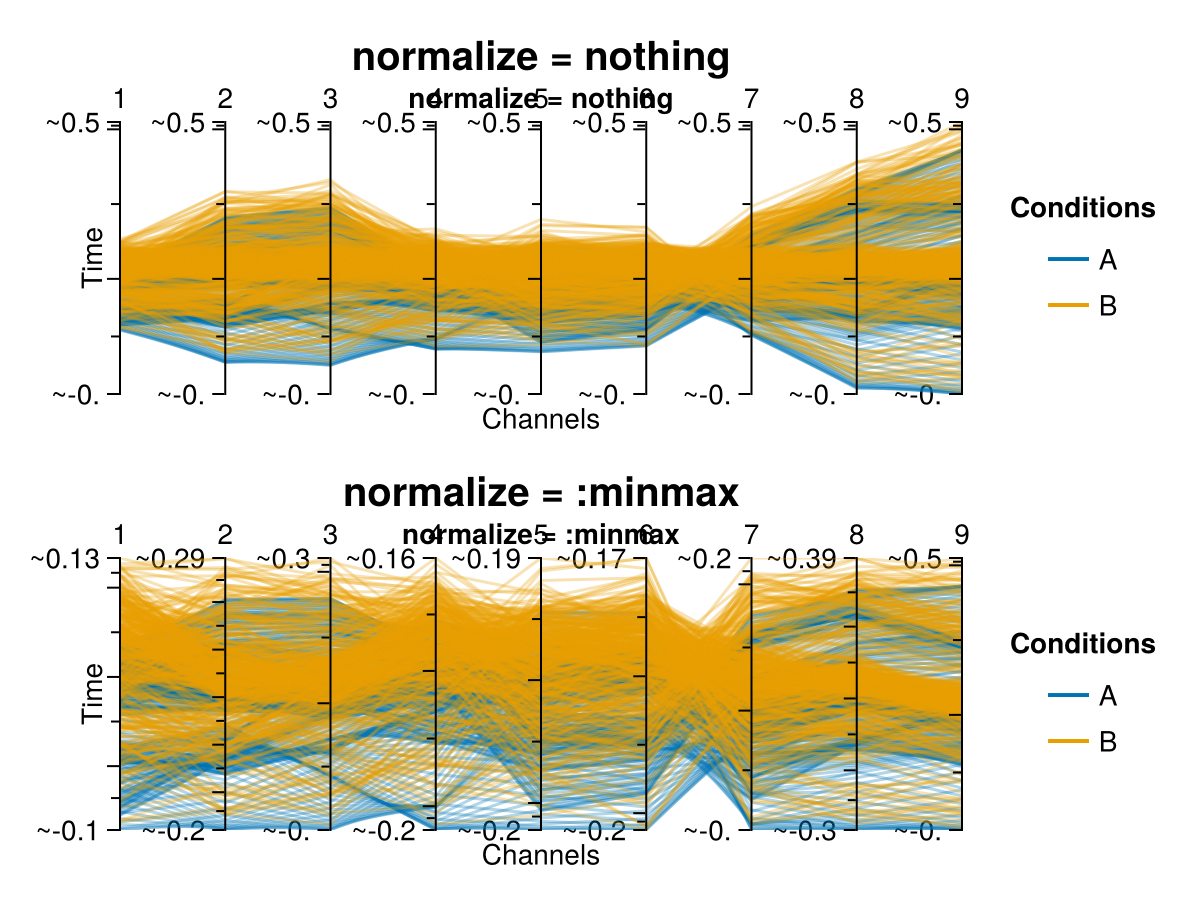 normalize = nothing
normalize = nothing
1 2 3 4 5 6 7 8 9
~0.5 ~0.5 ~0.5 ~0.5 ~0.5 ~0.5 ~0.5 ~0.5 ~0.5
Time
~-0. ~-0. ~-0. ~-0. ~-0. ~-0. ~-0. ~-0. ~-0.
Channels
Conditions
A
B
normalize = :minmax
normalize = :minmax
1 2 3 4 5 6 7 8 9
~0.13 ~0.29 ~0.3 ~0.16 ~0.19 ~0.17 ~0.2 ~0.39 ~0.5
Time
~-0.1 ~-0.2 ~-0. ~-0.2 ~-0.2 ~-0.2 ~-0. ~-0.3 ~-0.
Channels
Conditions
A
B